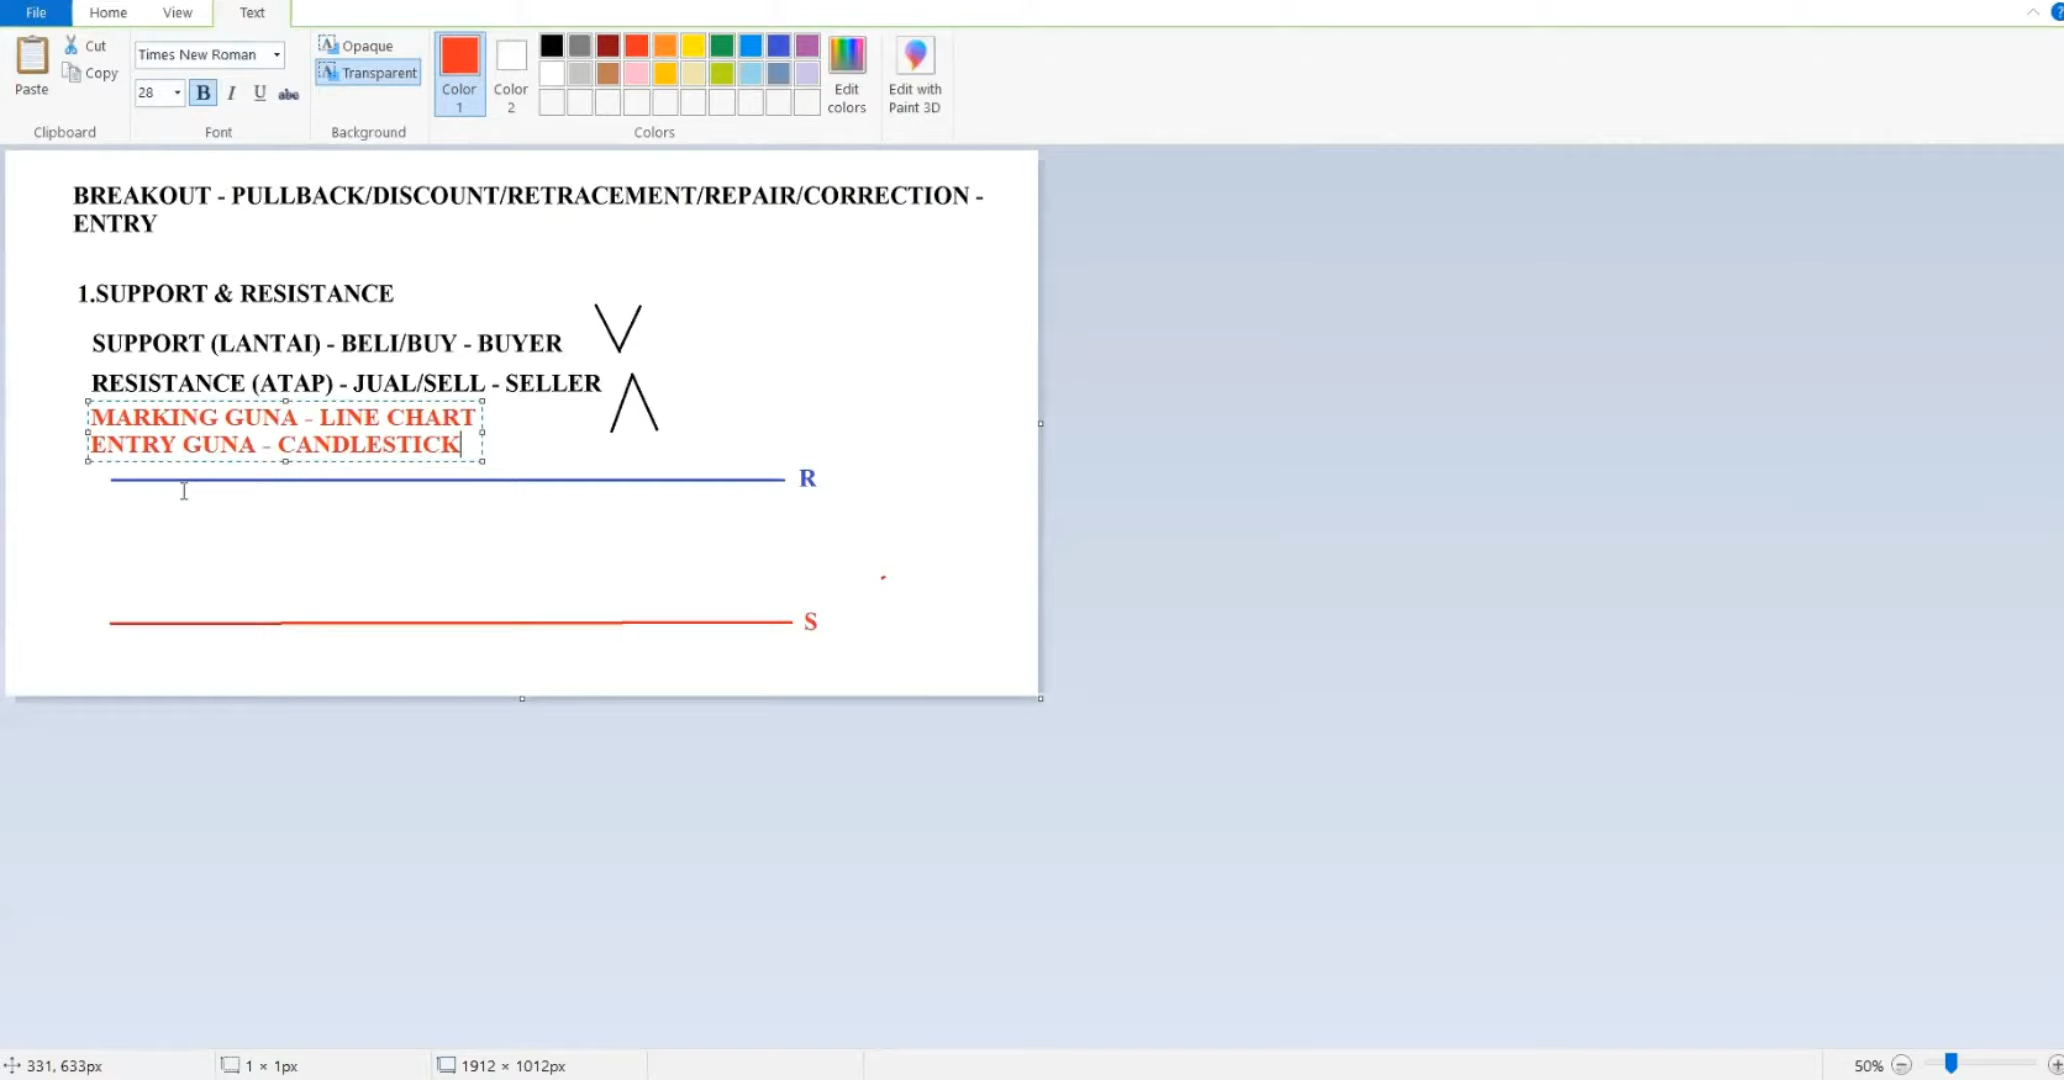 File Home View Text
Paste
Cut
Copy
Clipboard
Times New Roman
28 B I U abc
Font
Opaque
Transparent
Background
Color 1
Color 2
Colors
Edit colors
Edit with Paint 3D
BREAKOUT - PULLBACK/DISCOUNT/RETRACEMENT/REPAIR/CORRECTION -
ENTRY
1.SUPPORT & RESISTANCE
SUPPORT (LANTAI) - BELI/BUY - BUYER
RESISTANCE (ATAP) - JUAL/SELL - SELLER
MARKING GUNA - LINE CHART
ENTRY GUNA - CANDLESTICK
R
S
331, 633px 1 × 1px 1912 × 1012px 50%